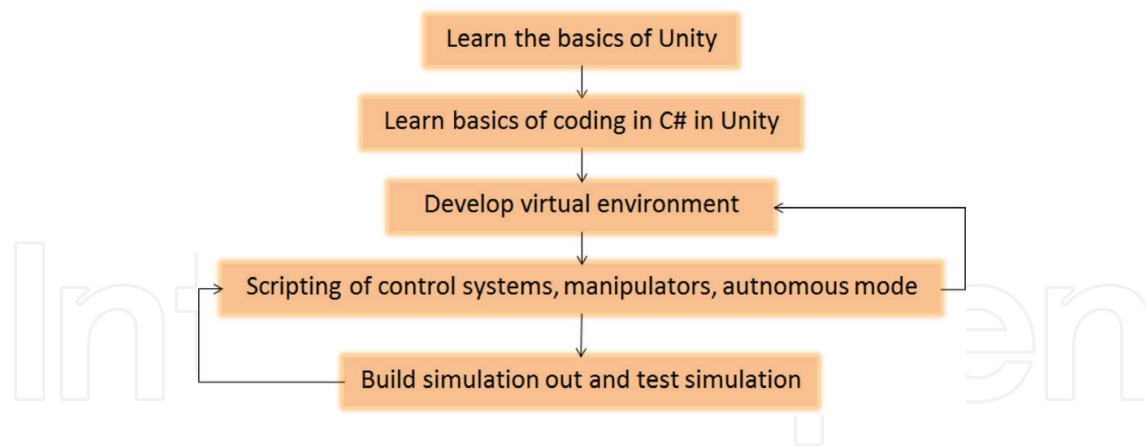 Learn the basics of Unity
Learn basics of coding in C# in Unity
Develop virtual environment
Scripting of control systems, manipulators, autnomous mode
Build simulation out and test simulation